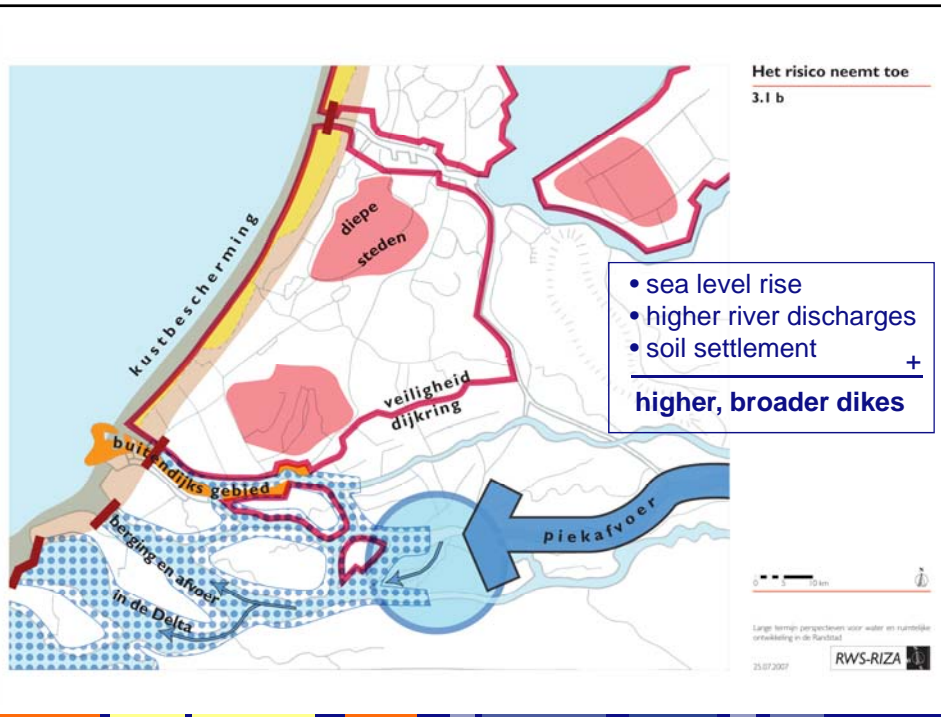 Het risico neemt toe
3.1 b
kustbescherming
diepe
steden
• sea level rise
• higher river discharges
• soil settlement
+
higher, broader dikes
veiligheid
dijkring
buitendijks gebied
piekafvoer
berging en afvoer
in de Delta
0 5 10 km
Lange termijn perspectieven voor water en ruimtelijke
ontwikkeling in de Randstad
25.07.2007
RWS-RIZA